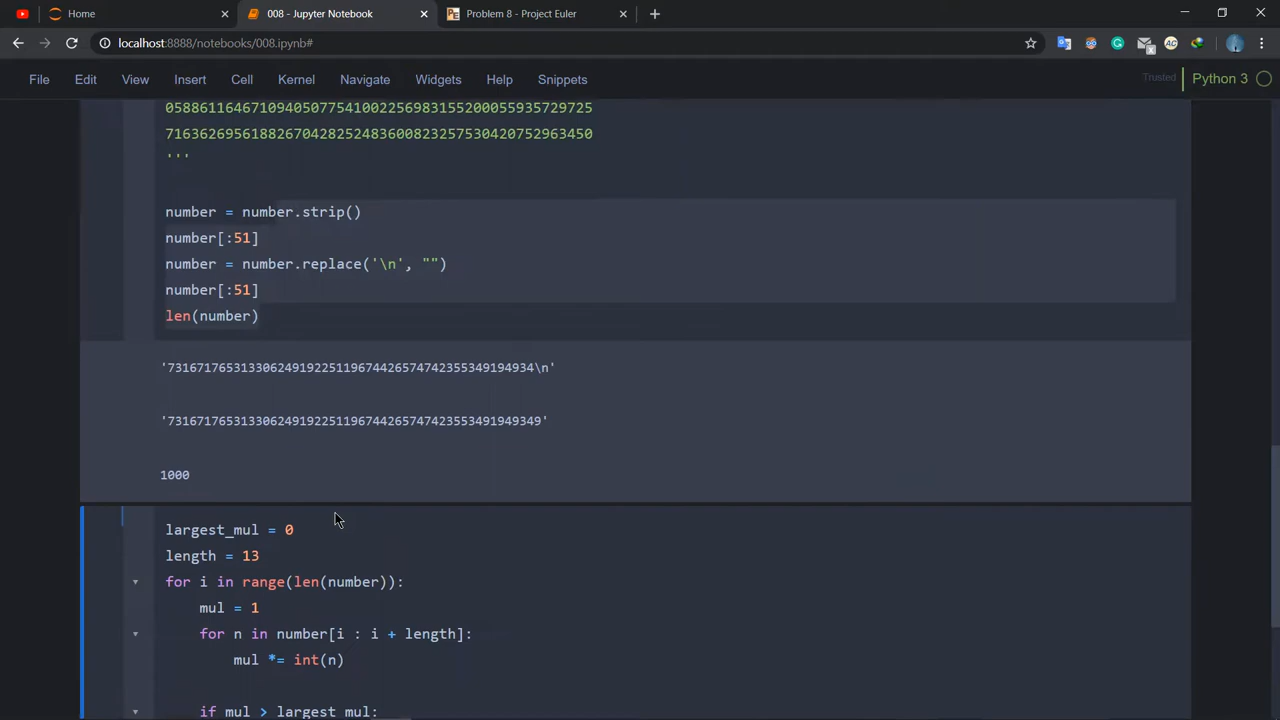 Home
008 - Jupyter Notebook
Problem 8 - Project Euler
localhost:8888/notebooks/008.ipynb#
File Edit View Insert Cell Kernel Navigate Widgets Help Snippets
Trusted Python 3
05886116467109405077541002256983155200055935729725
71636269561882670428252483600823257530420752963450
'''
number = number.strip()
number[:51]
number = number.replace('\n', "")
number[:51]
len(number)
'73167176531330624919225119674426574742355349194934\n'
'731671765313306249192251196744265747423553491949349'
1000
largest_mul = 0
length = 13
for i in range(len(number)):
    mul = 1
    for n in number[i : i + length]:
        mul *= int(n)
    if mul > largest_mul: